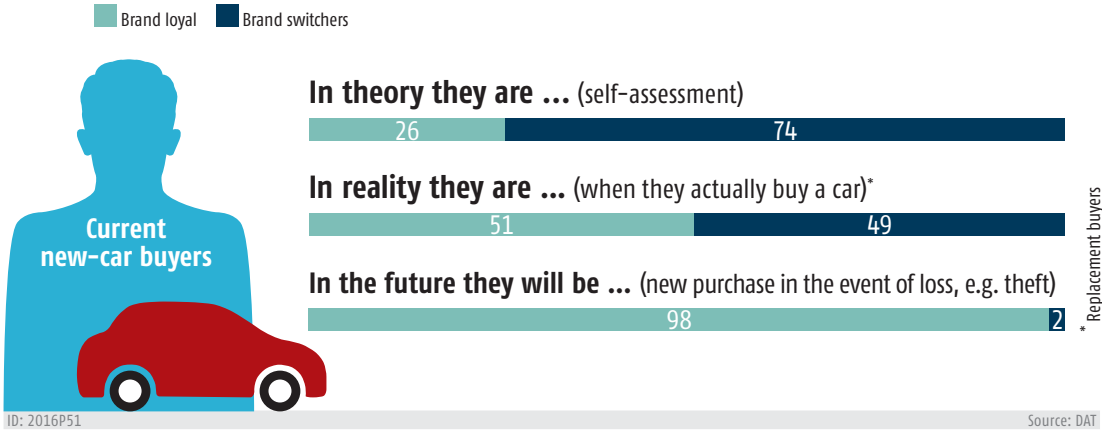 Brand loyal Brand switchers
In theory they are ... (self-assessment)
26 74
In reality they are ... (when they actually buy a car)*
51 49
In the future they will be ... (new purchase in the event of loss, e.g. theft)
98 2
Current
new-car buyers
* Replacement buyers
ID: 2016P51 Source: DAT